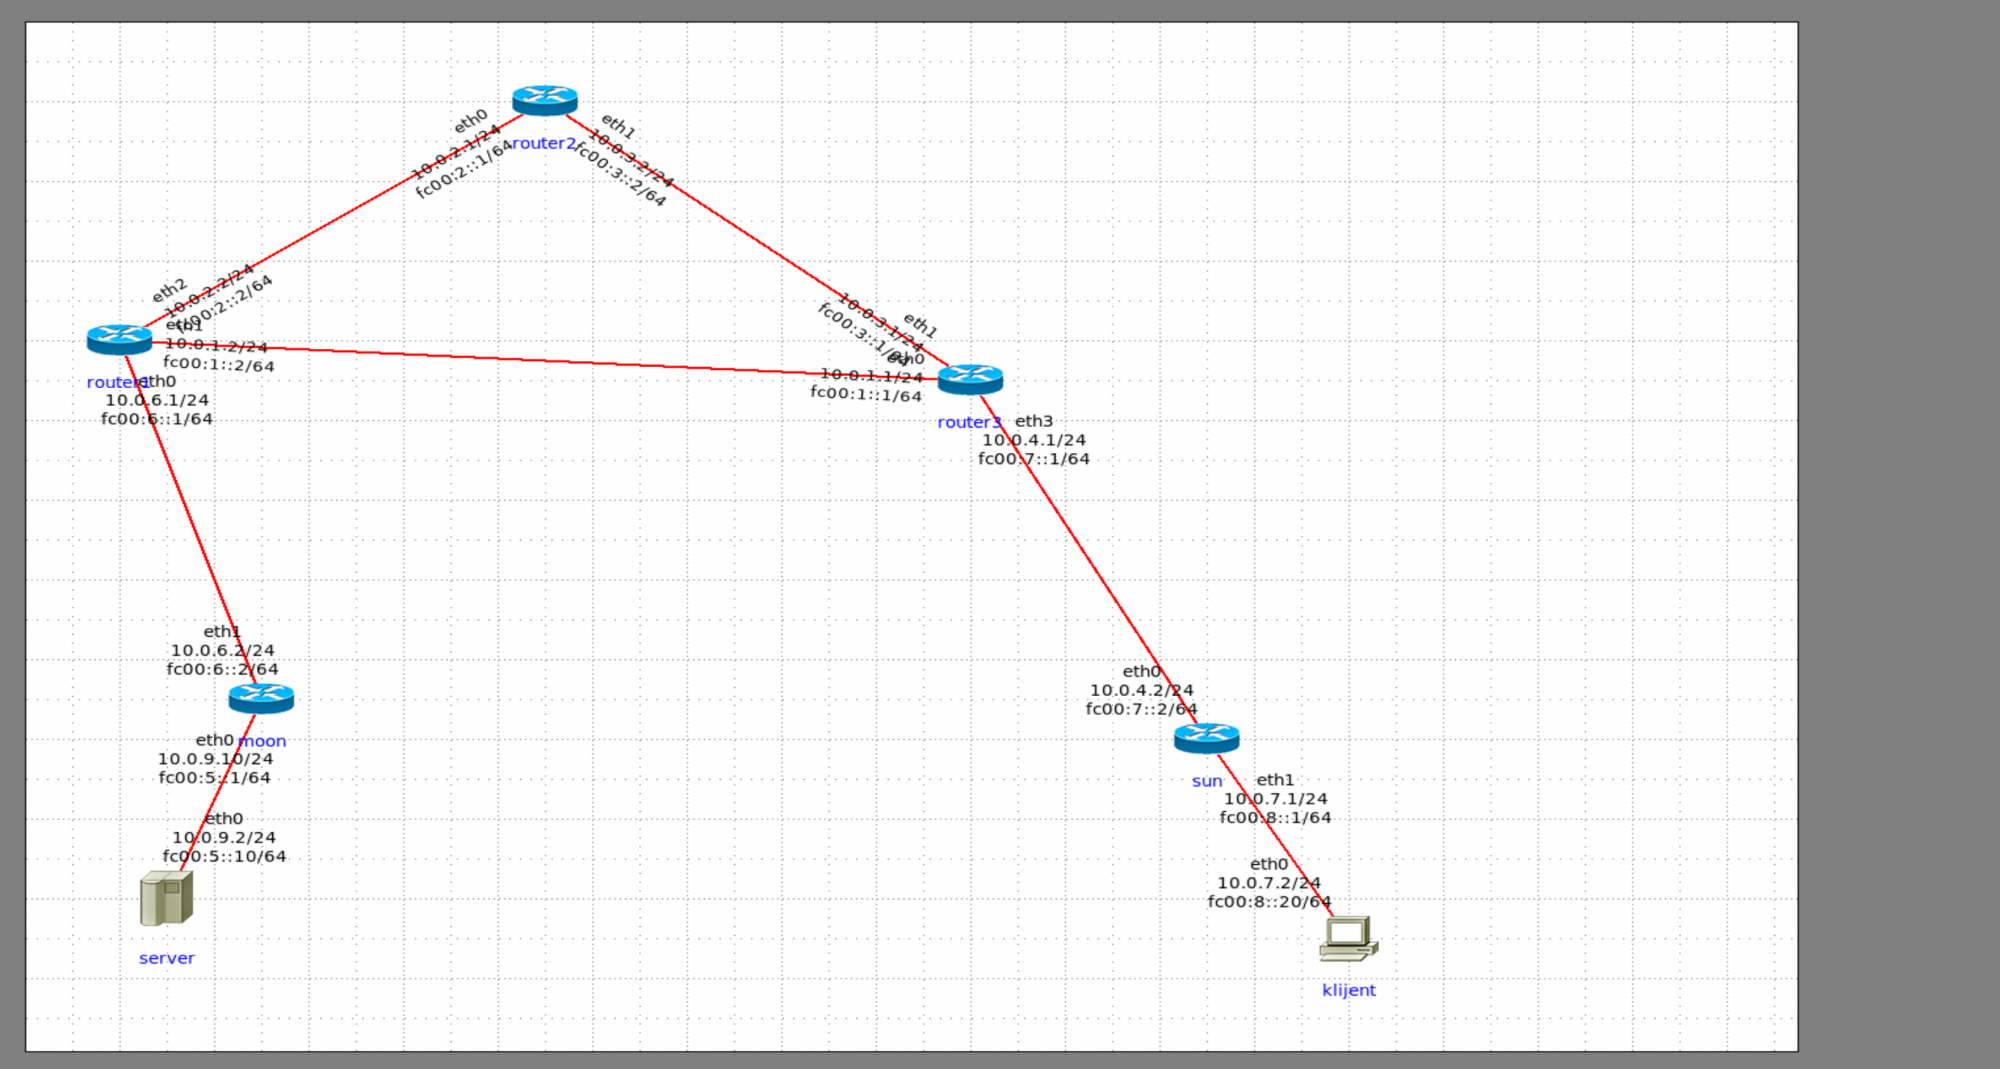 eth0
10.0.2.1/24
fc00:2::1/64
router2
eth1
10.0.3.2/24
fc00:3::2/64
eth2
10.0.2.2/24
fc00:2::2/64
eth1
10.0.1.2/24
fc00:1::2/64
router1
eth0
10.0.6.1/24
fc00:6::1/64
eth1
10.0.3.1/24
fc00:3::1/64
eth0
10.0.1.1/24
fc00:1::1/64
router3
eth3
10.0.4.1/24
fc00:7::1/64
eth1
10.0.6.2/24
fc00:6::2/64
moon
eth0
10.0.9.10/24
fc00:5::1/64
eth0
10.0.9.2/24
fc00:5::10/64
server
eth0
10.0.4.2/24
fc00:7::2/64
sun
eth1
10.0.7.1/24
fc00:8::1/64
eth0
10.0.7.2/24
fc00:8::20/64
klijent